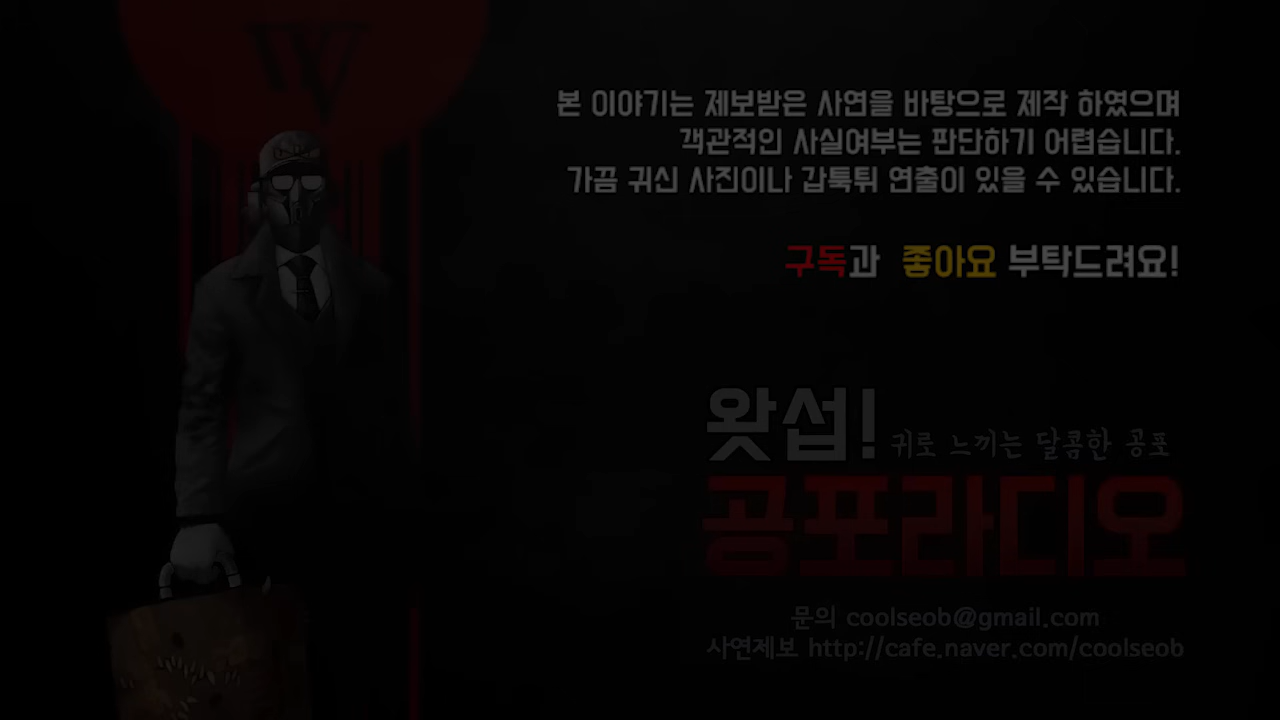 W
본 이야기는 제보받은 사연을 바탕으로 제작 하였으며
객관적인 사실여부는 판단하기 어렵습니다.
가끔 귀신 사진이나 갑툭튀 연출이 있을 수 있습니다.
구독과 좋아요 부탁드려요!
왓섭! 귀로 느끼는 달콤한 공포
공포라디오
문의 coolseob@gmail.com
사연제보 http://cafe.naver.com/coolseob